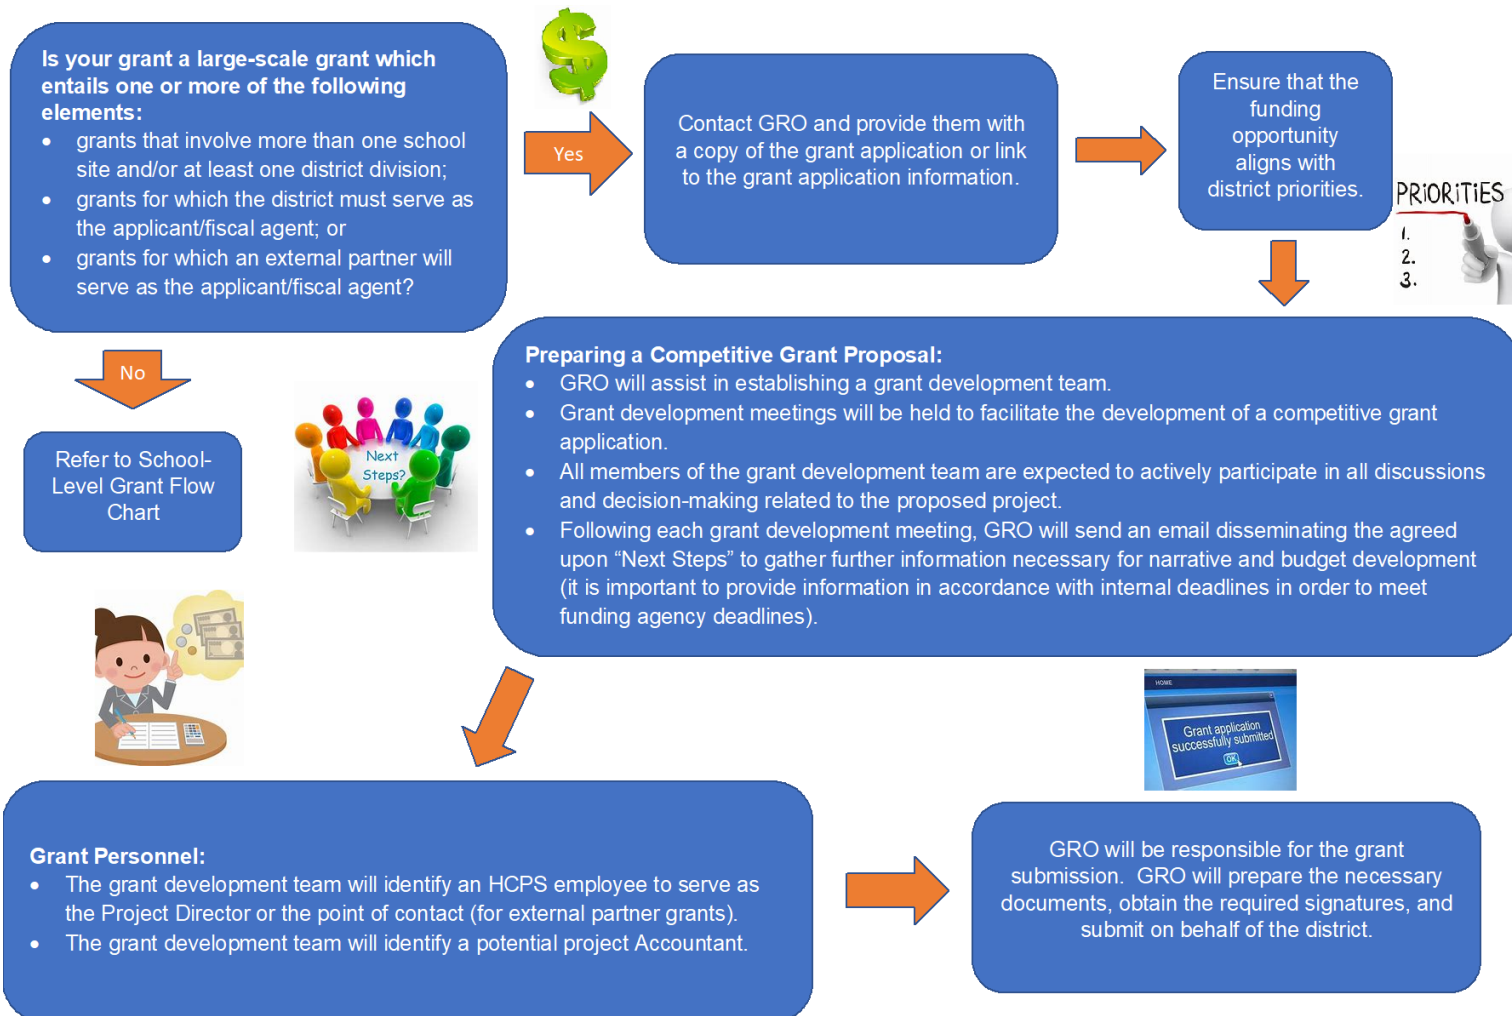 Is your grant a large-scale grant which
entails one or more of the following
elements:
• grants that involve more than one school
site and/or at least one district division;
• grants for which the district must serve as
the applicant/fiscal agent; or
• grants for which an external partner will
serve as the applicant/fiscal agent?
Yes
Contact GRO and provide them with
a copy of the grant application or link
to the grant application information.
Ensure that the
funding
opportunity
aligns with
district priorities.
PRIORITIES
1.
2.
3.
No
Refer to School-
Level Grant Flow
Chart
Next
Steps?
Preparing a Competitive Grant Proposal:
• GRO will assist in establishing a grant development team.
• Grant development meetings will be held to facilitate the development of a competitive grant
application.
• All members of the grant development team are expected to actively participate in all discussions
and decision-making related to the proposed project.
• Following each grant development meeting, GRO will send an email disseminating the agreed
upon “Next Steps” to gather further information necessary for narrative and budget development
(it is important to provide information in accordance with internal deadlines in order to meet
funding agency deadlines).
Grant Personnel:
• The grant development team will identify an HCPS employee to serve as
the Project Director or the point of contact (for external partner grants).
• The grant development team will identify a potential project Accountant.
HOME
Grant application
successfully submitted
OK
GRO will be responsible for the grant
submission. GRO will prepare the necessary
documents, obtain the required signatures, and
submit on behalf of the district.